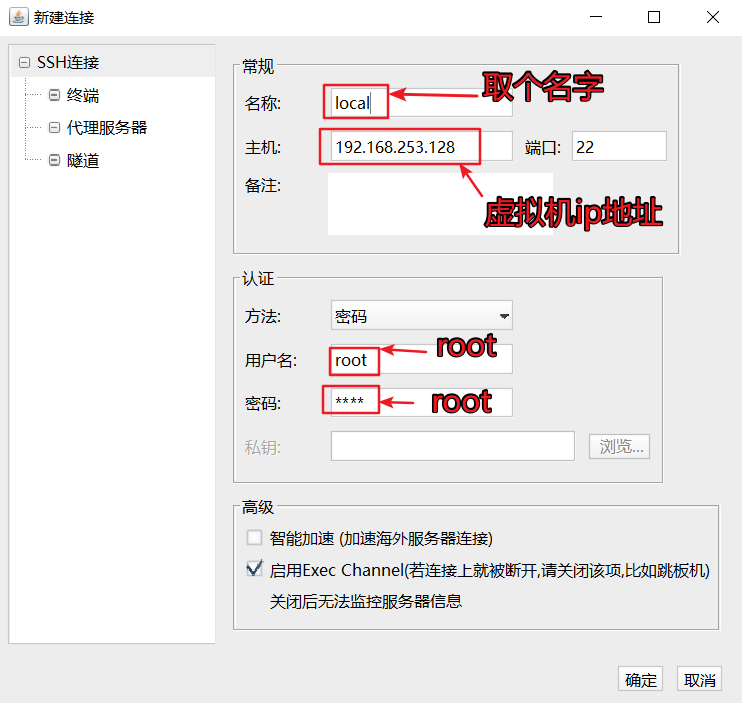 新建连接
SSH连接
终端
代理服务器
隧道
常规
名称: local 取个名字
主机: 192.168.253.128 端口: 22
备注: 虚拟机ip地址
认证
方法: 密码
用户名: root root
密码: **** root
私钥: 浏览...
高级
智能加速 (加速海外服务器连接)
启用Exec Channel(若连接上就被断开,请关闭该项,比如跳板机)
关闭后无法监控服务器信息
确定 取消